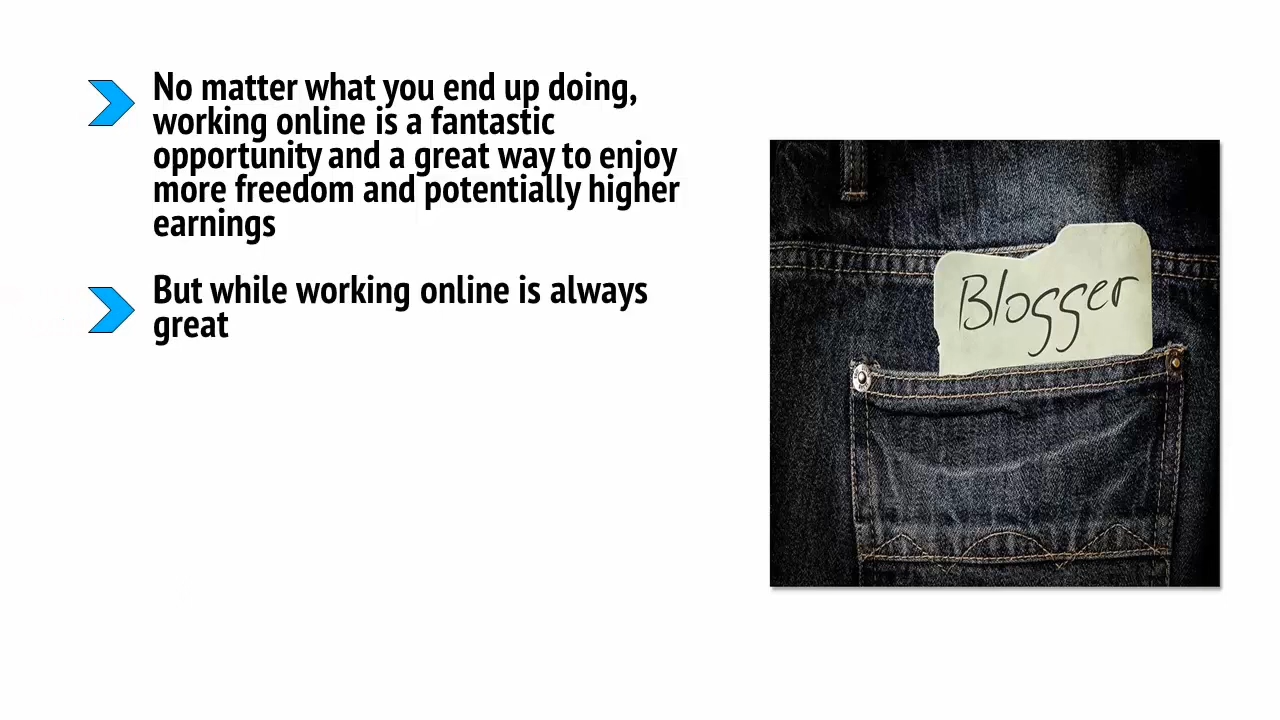 No matter what you end up doing,
working online is a fantastic
opportunity and a great way to enjoy
more freedom and potentially higher
earnings
But while working online is always
great
Blogger